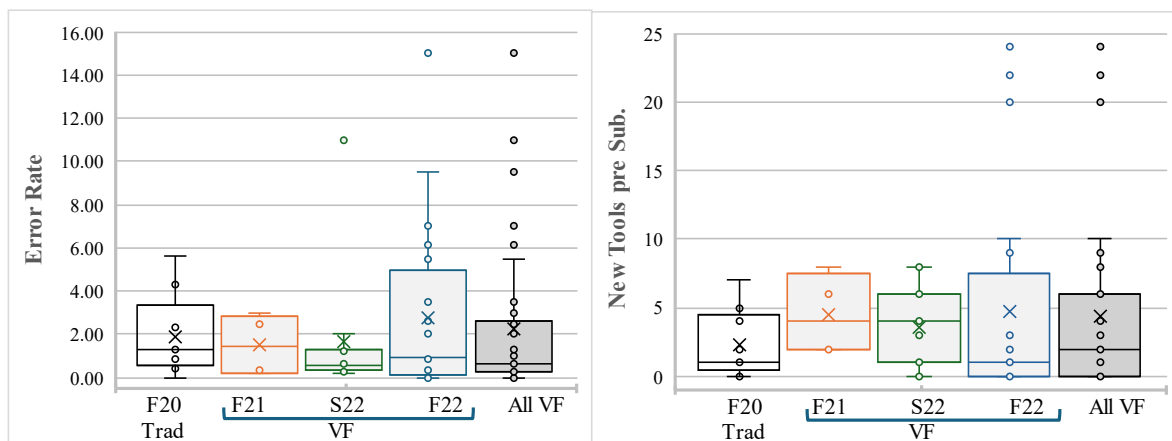 Error Rate
16.00
14.00
12.00
10.00
8.00
6.00
4.00
2.00
0.00
F20 F21 S22 F22 All VF
Trad VF
New Tools pre Sub.
25
20
15
10
5
0
F20 F21 S22 F22 All VF
Trad VF